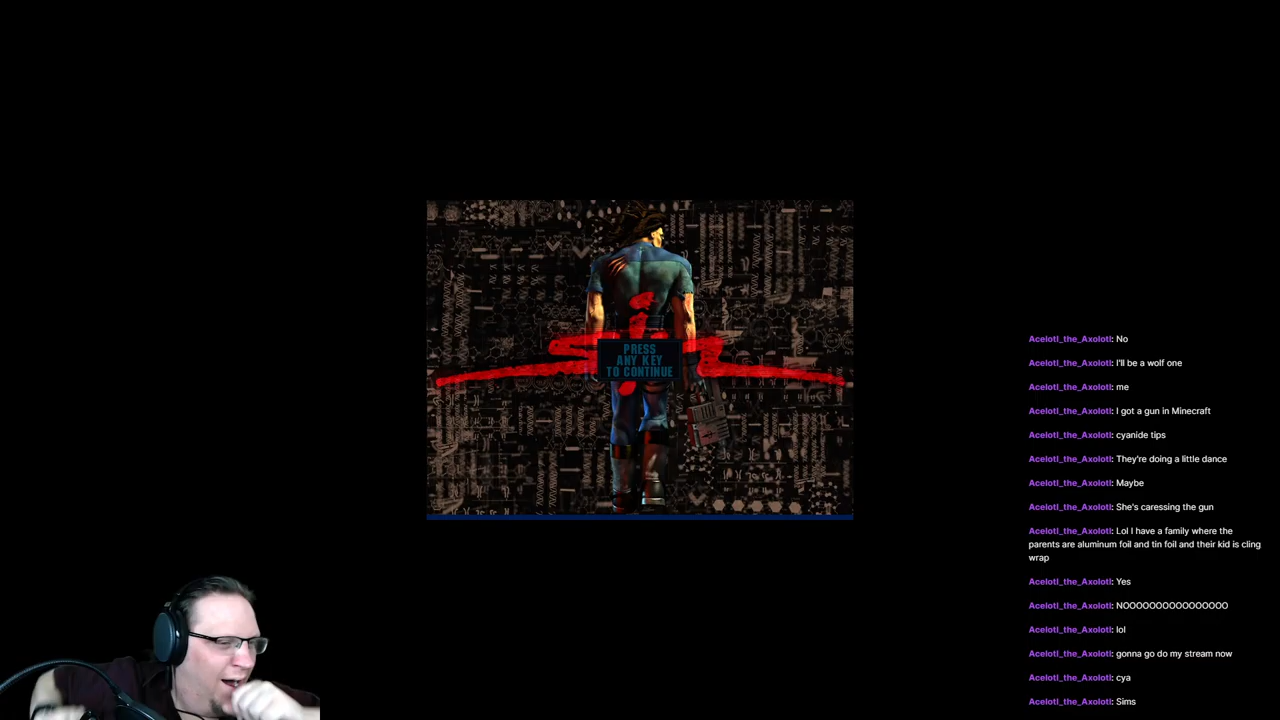 PRESS
ANY KEY
TO CONTINUE
Acelotl_the_Axolotl: No
Acelotl_the_Axolotl: I'll be a wolf one
Acelotl_the_Axolotl: me
Acelotl_the_Axolotl: I got a gun in Minecraft
Acelotl_the_Axolotl: cyanide tips
Acelotl_the_Axolotl: They're doing a little dance
Acelotl_the_Axolotl: Maybe
Acelotl_the_Axolotl: She's caressing the gun
Acelotl_the_Axolotl: Lol I have a family where the
parents are aluminum foil and tin foil and their kid is cling
wrap
Acelotl_the_Axolotl: Yes
Acelotl_the_Axolotl: NOOOOOOOOOOOOOOOO
Acelotl_the_Axolotl: lol
Acelotl_the_Axolotl: gonna go do my stream now
Acelotl_the_Axolotl: cya
Acelotl_the_Axolotl: Sims